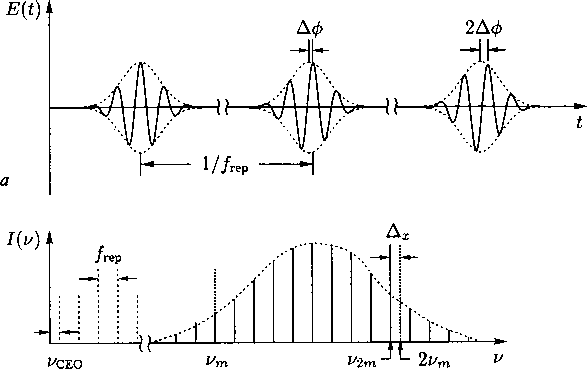 E(t)
Δϕ
2Δϕ
t
1/f_rep
a
I(ν)
f_rep
Δ_x
ν_CEO
ν_m
ν_2m
2ν_m
ν